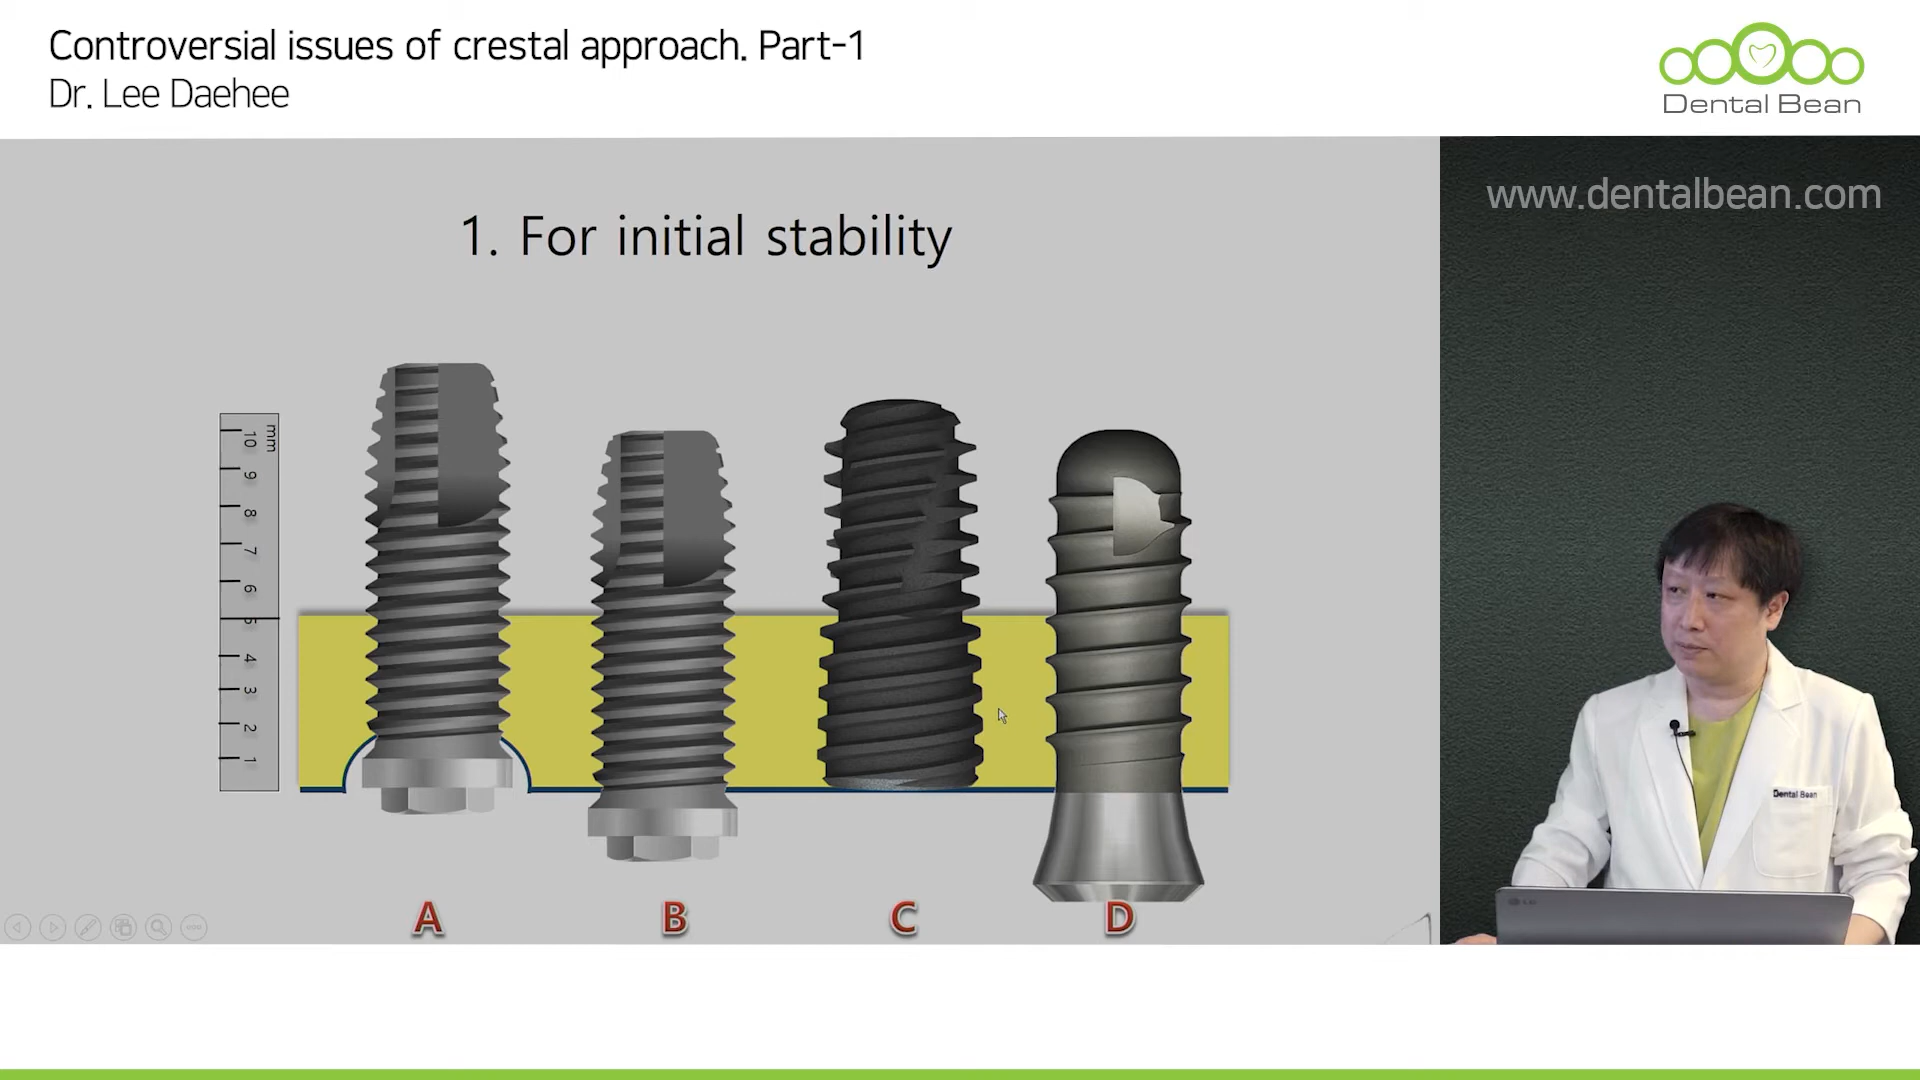 Controversial issues of crestal approach. Part-1
Dr. Lee Daehee
Dental Bean
www.dentalbean.com
1. For initial stability
mm
10
9
8
7
6
5
4
3
2
1
A
B
C
D
Dental Bean
LG